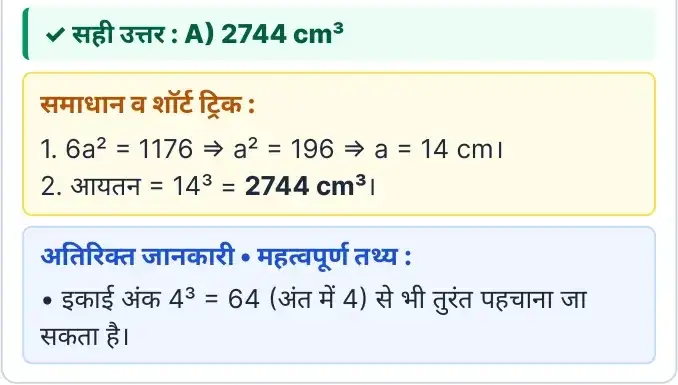 ✓ सही उत्तर : A) 2744 cm³
समाधान व शॉर्ट ट्रिक :
1. 6a² = 1176 ⇒ a² = 196 ⇒ a = 14 cm।
2. आयतन = 14³ = 2744 cm³।
अतिरिक्त जानकारी • महत्वपूर्ण तथ्य :
• इकाई अंक 4³ = 64 (अंत में 4) से भी तुरंत पहचाना जा
सकता है।